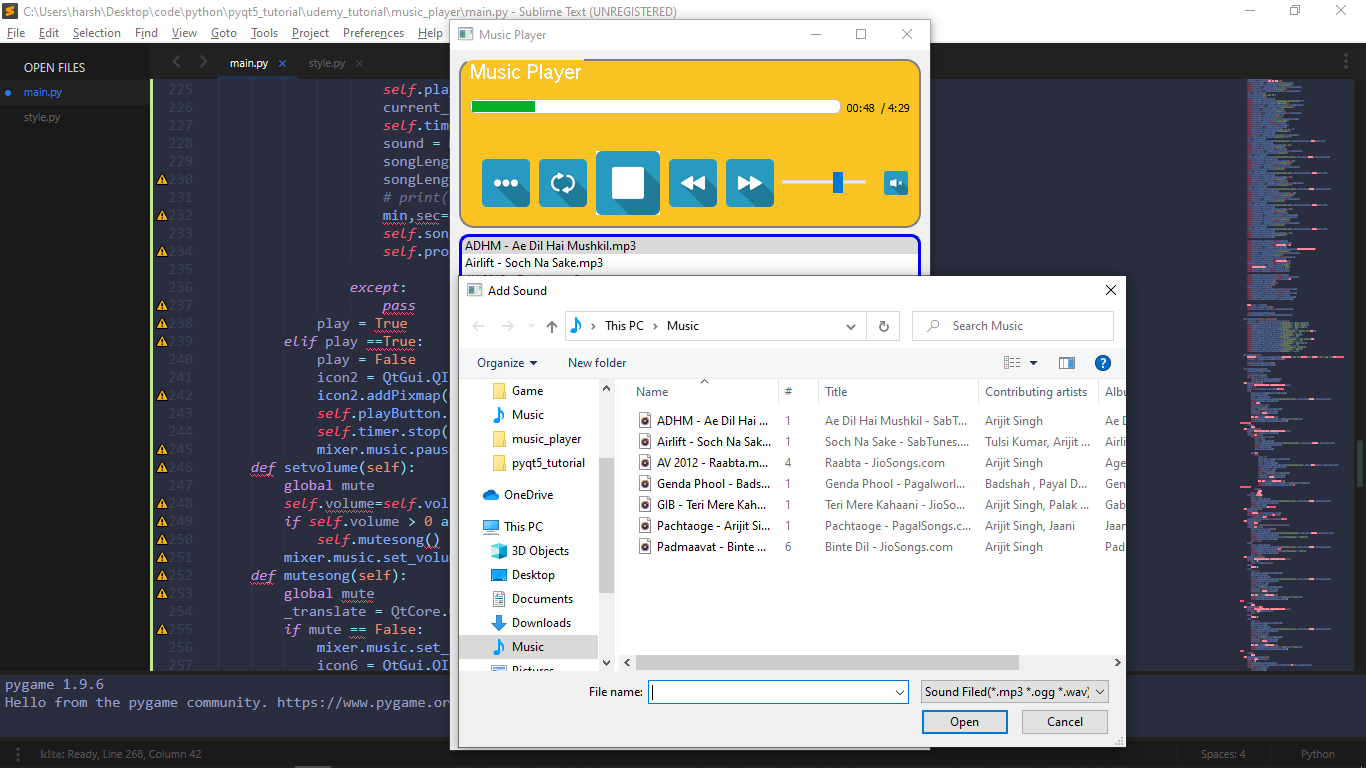 C:\Users\harsh\Desktop\code\python\pyqt5_tutorial\udemy_tutorial\music_player\main.py - Sublime Text (UNREGISTERED)
File Edit Selection Find View Goto Tools Project Preferences Help
OPEN FILES
main.py
style.py
main.py
style.py
225 self.pla
226 current_
227 self.tim
228 sound =
229 songLengt
230 songLengt
231 # print(
232 min,sec=
233 self.son
234 self.pro
235
236 except:
237 pass
238 play = True
239 elif play ==True:
240 play = False
241 icon2 = QtGui.QI
242 icon2.addPixmap(
243 self.playButton.
244 self.timer.stop(
245 mixer.music.paus
246 def setvolume(self):
247 global mute
248 self.volume=self.vol
249 if self.volume > 0 a
250 self.mutesong()
251 mixer.music.set_volu
252 def mutesong(self):
253 global mute
254 _translate = QtCore.
255 if mute == False:
256 mixer.music.set_
257 icon6 = QtGui.QI
pygame 1.9.6
Hello from the pygame community. https://www.pygame.or
Ready, Line 268, Column 42
Spaces: 4
Python
Music Player
Music Player
00:48 / 4:29
ADHM - Ae Dil Hai Mushkil.mp3
Airlift - Soch Na Sake.mp3
Add Sound
This PC > Music
Search Music
Organize
New folder
Game
Music
music_player
pyqt5_tutorial
OneDrive
This PC
3D Objects
Desktop
Documents
Downloads
Music
Pictures
Name # Title Contributing artists Albu
ADHM - Ae Dil Hai ... 1 Ae Dil Hai Mushkil - SabT... Arijit Singh Ae D
Airlift - Soch Na Sak... 1 Soch Na Sake - SabTunes.... Tulsi Kumar, Arijit ... Airli
AV 2012 - Raabta.m... 4 Raabta - JioSongs.com Arijit Singh Age
Genda Phool - Bads... 1 Genda Phool - Pagalworl... Badshah , Payal D... Gen
GIB - Teri Mere Kah... 1 Teri Mere Kahaani - JioSo... Arijit Singh, Palak ... Gab
Pachtaoge - Arijit Si... 1 Pachtaoge - PagalSongs.c... Arijit Singh, Jaani Jaan
Padmaavat - Binte ... 6 Binte Dil - JioSongs.com Arijit Singh Pad
File name:
Sound Filed(*.mp3 *.ogg *.wav)
Open
Cancel